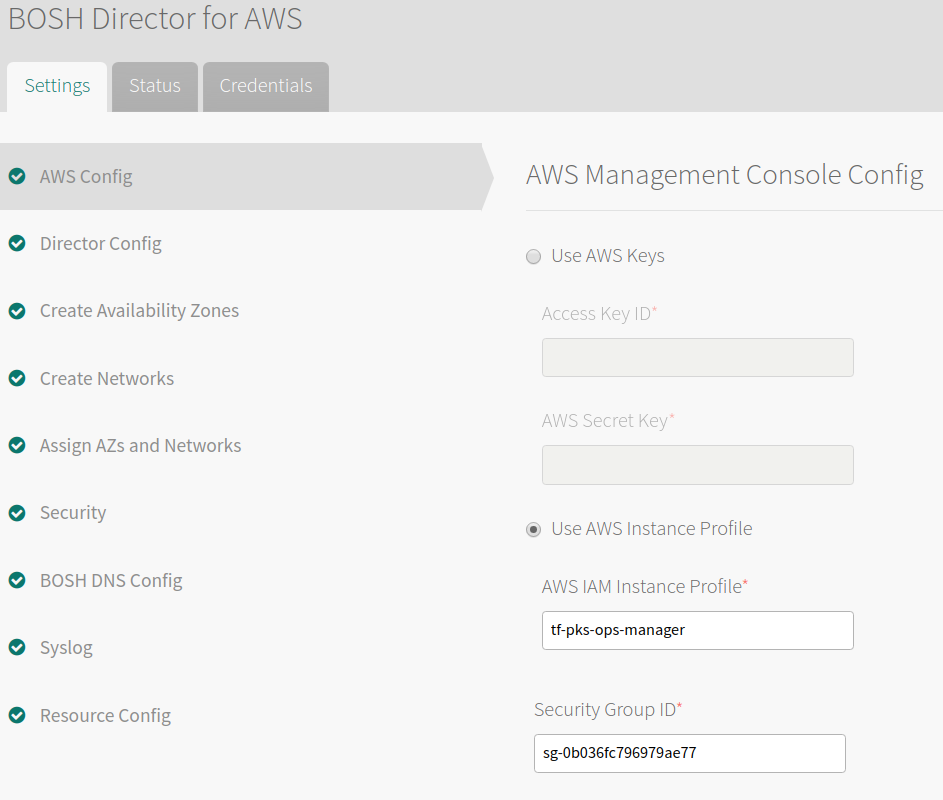 BOSH Director for AWS
Settings
Status
Credentials
AWS Config
Director Config
Create Availability Zones
Create Networks
Assign AZs and Networks
Security
BOSH DNS Config
Syslog
Resource Config
AWS Management Console Config
Use AWS Keys
Access Key ID*
AWS Secret Key*
Use AWS Instance Profile
AWS IAM Instance Profile*
tf-pks-ops-manager
Security Group ID*
sg-0b036fc796979ae77